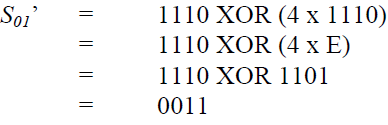 S01’ = 1110 XOR (4 x 1110)
= 1110 XOR (4 x E)
= 1110 XOR 1101
= 0011